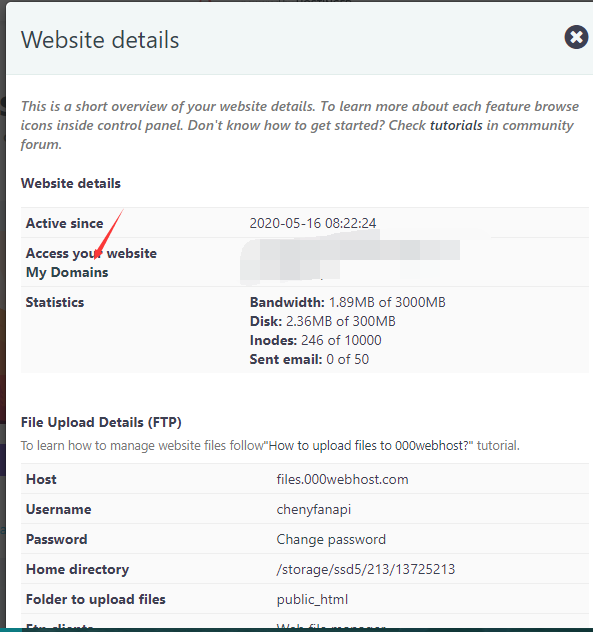 Website details
This is a short overview of your website details. To learn more about each feature browse
icons inside control panel. Don't know how to get started? Check tutorials in community
forum.
Website details
Active since 2020-05-16 08:22:24
Access your website
My Domains
Statistics Bandwidth: 1.89MB of 3000MB
Disk: 2.36MB of 300MB
Inodes: 246 of 10000
Sent email: 0 of 50
File Upload Details (FTP)
To learn how to manage website files follow"How to upload files to 000webhost?" tutorial.
Host files.000webhost.com
Username chenyfanapi
Password Change password
Home directory /storage/ssd5/213/13725213
Folder to upload files public_html
Ftp clients Web file manager